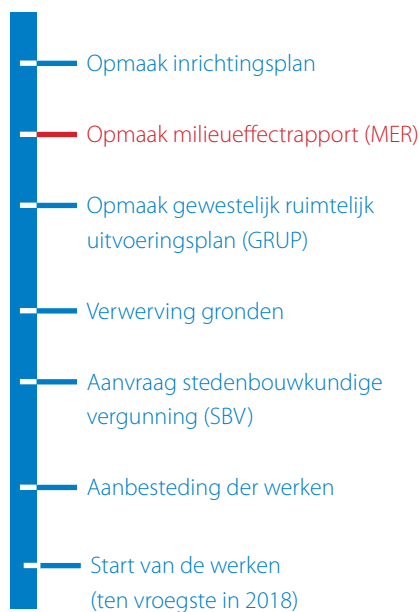 Opmaak inrichtingsplan
Opmaak milieueffectrapport (MER)
Opmaak gewestelijk ruimtelijk
uitvoeringsplan (GRUP)
Verwerving gronden
Aanvraag stedenbouwkundige
vergunning (SBV)
Aanbesteding der werken
Start van de werken
(ten vroegste in 2018)